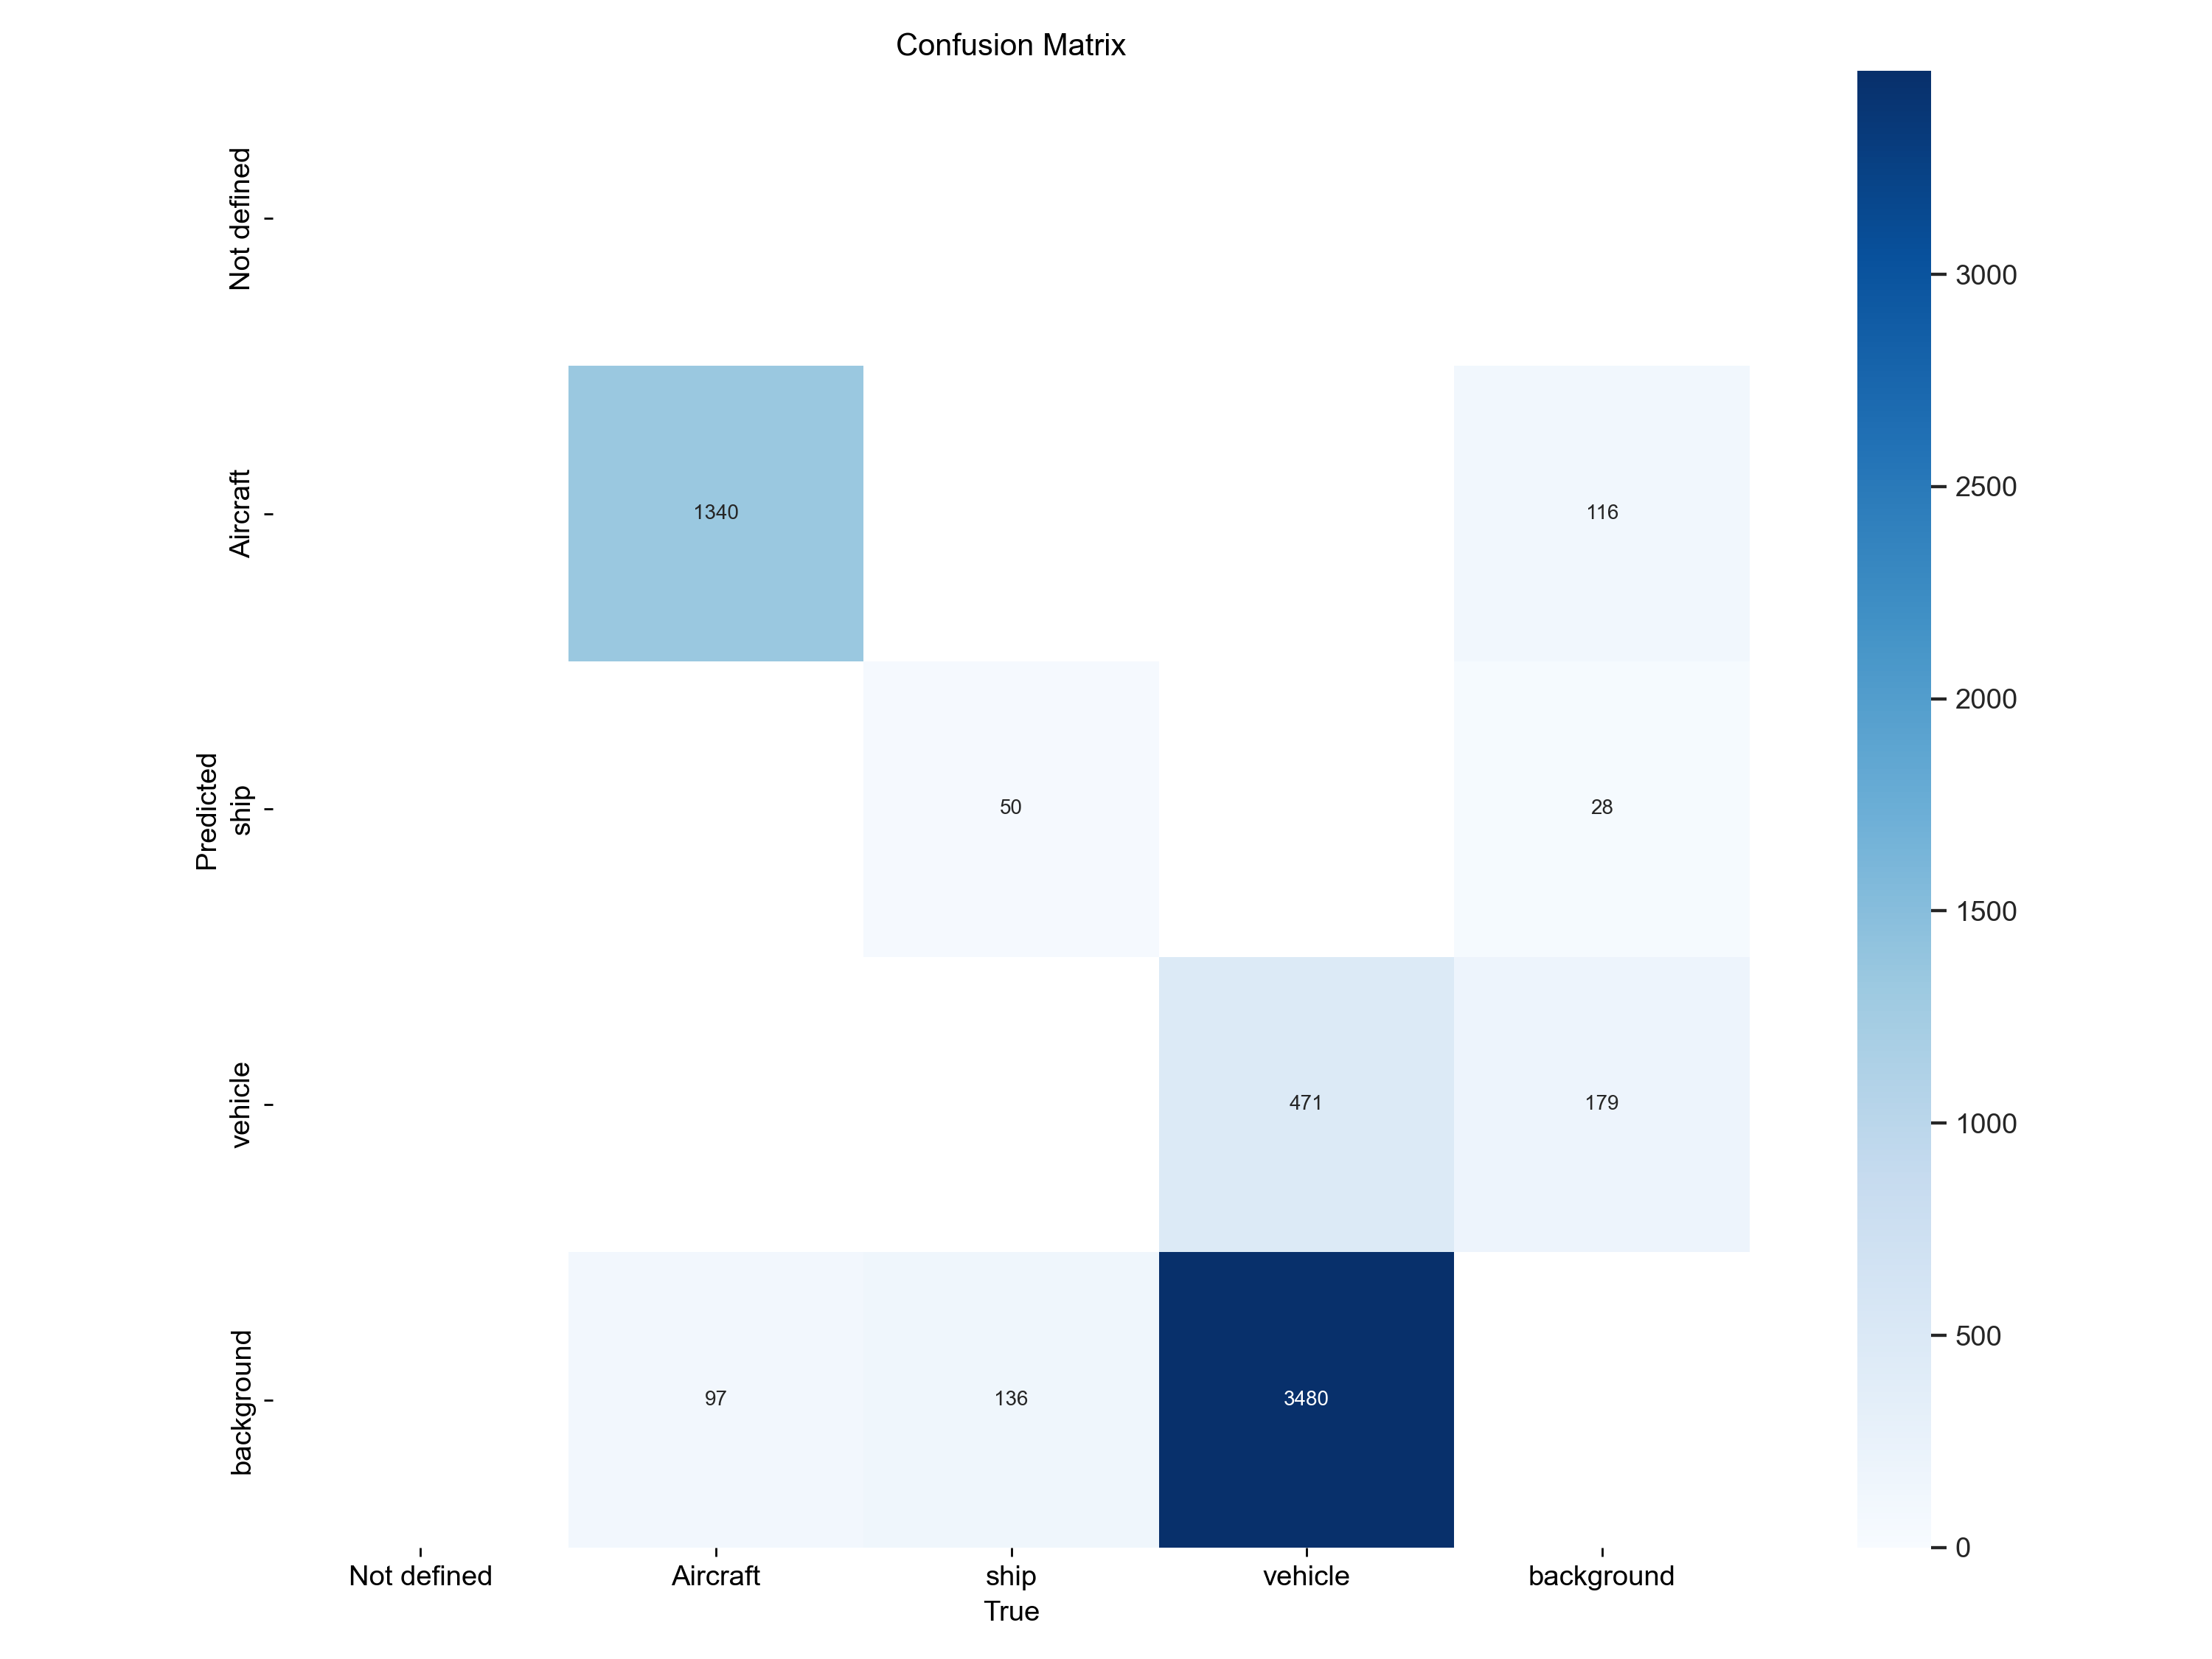 Confusion Matrix
Not defined
Aircraft
ship
vehicle
background
Predicted
1340
116
50
28
471
179
97
136
3480
Not defined
Aircraft
ship
vehicle
background
True
3000
2500
2000
1500
1000
500
0